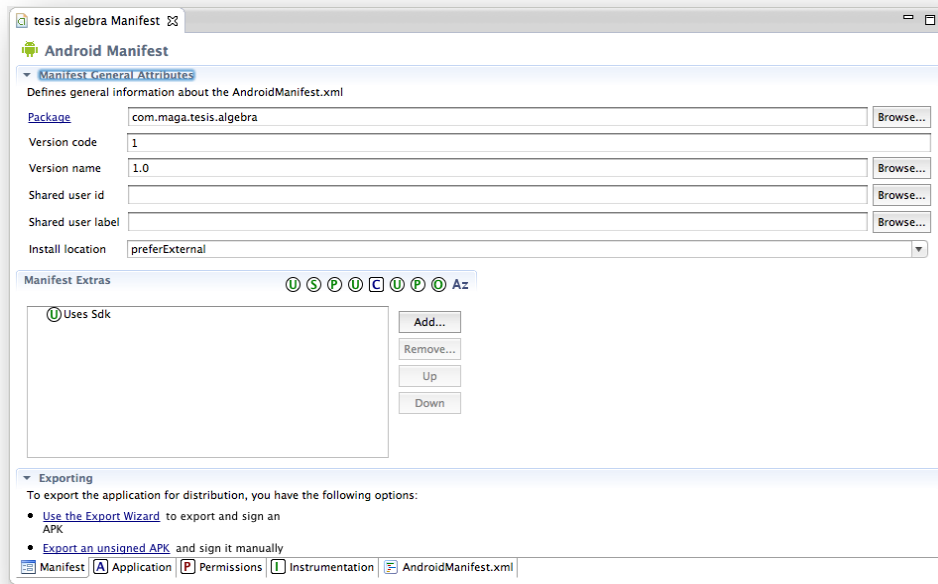 tesis algebra Manifest
Android Manifest
Manifest General Attributes
Defines general information about the AndroidManifest.xml
Package com.maga.tesis.algebra Browse...
Version code 1
Version name 1.0 Browse...
Shared user id Browse...
Shared user label Browse...
Install location preferExternal
Manifest Extras U S P U C U P O Az
U Uses Sdk
Add...
Remove...
Up
Down
Exporting
To export the application for distribution, you have the following options:
Use the Export Wizard to export and sign an
APK
Export an unsigned APK and sign it manually
Manifest A Application P Permissions I Instrumentation AndroidManifest.xml